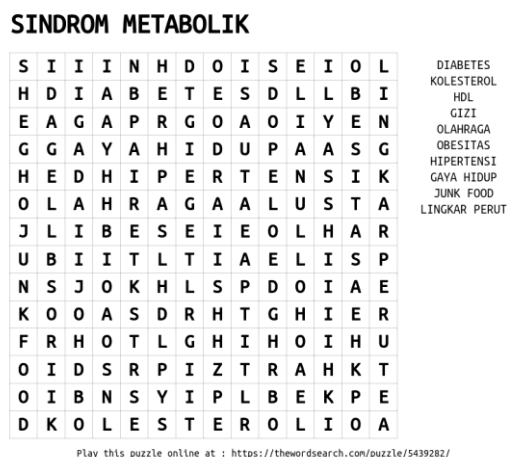 SINDROM METABOLIK
S I I I N H D O I S E I O L
H D I A B E T E S D L L B I
E A G A P R G O A O I Y E N
G G A Y A H I D U P A A S G
H E D H I P E R T E N S I K
O L A H R A G A A L U S T A
J L I B E S E I E O L H A R
U B I I T L T I A E L I S P
N S J O K H L S P D O I A E
K O O A S D R H T G H I E R
F R H O T L G H I H O I H U
O I D S R P I Z T R A H K T
O I B N S Y I P L B E K P E
D K O L E S T E R O L I O A
DIABETES
KOLESTEROL
HDL
GIZI
OLAHRAGA
OBESITAS
HIPERTENSI
GAYA HIDUP
JUNK FOOD
LINGKAR PERUT
Play this puzzle online at : https://thewordsearch.com/puzzle/5439282/